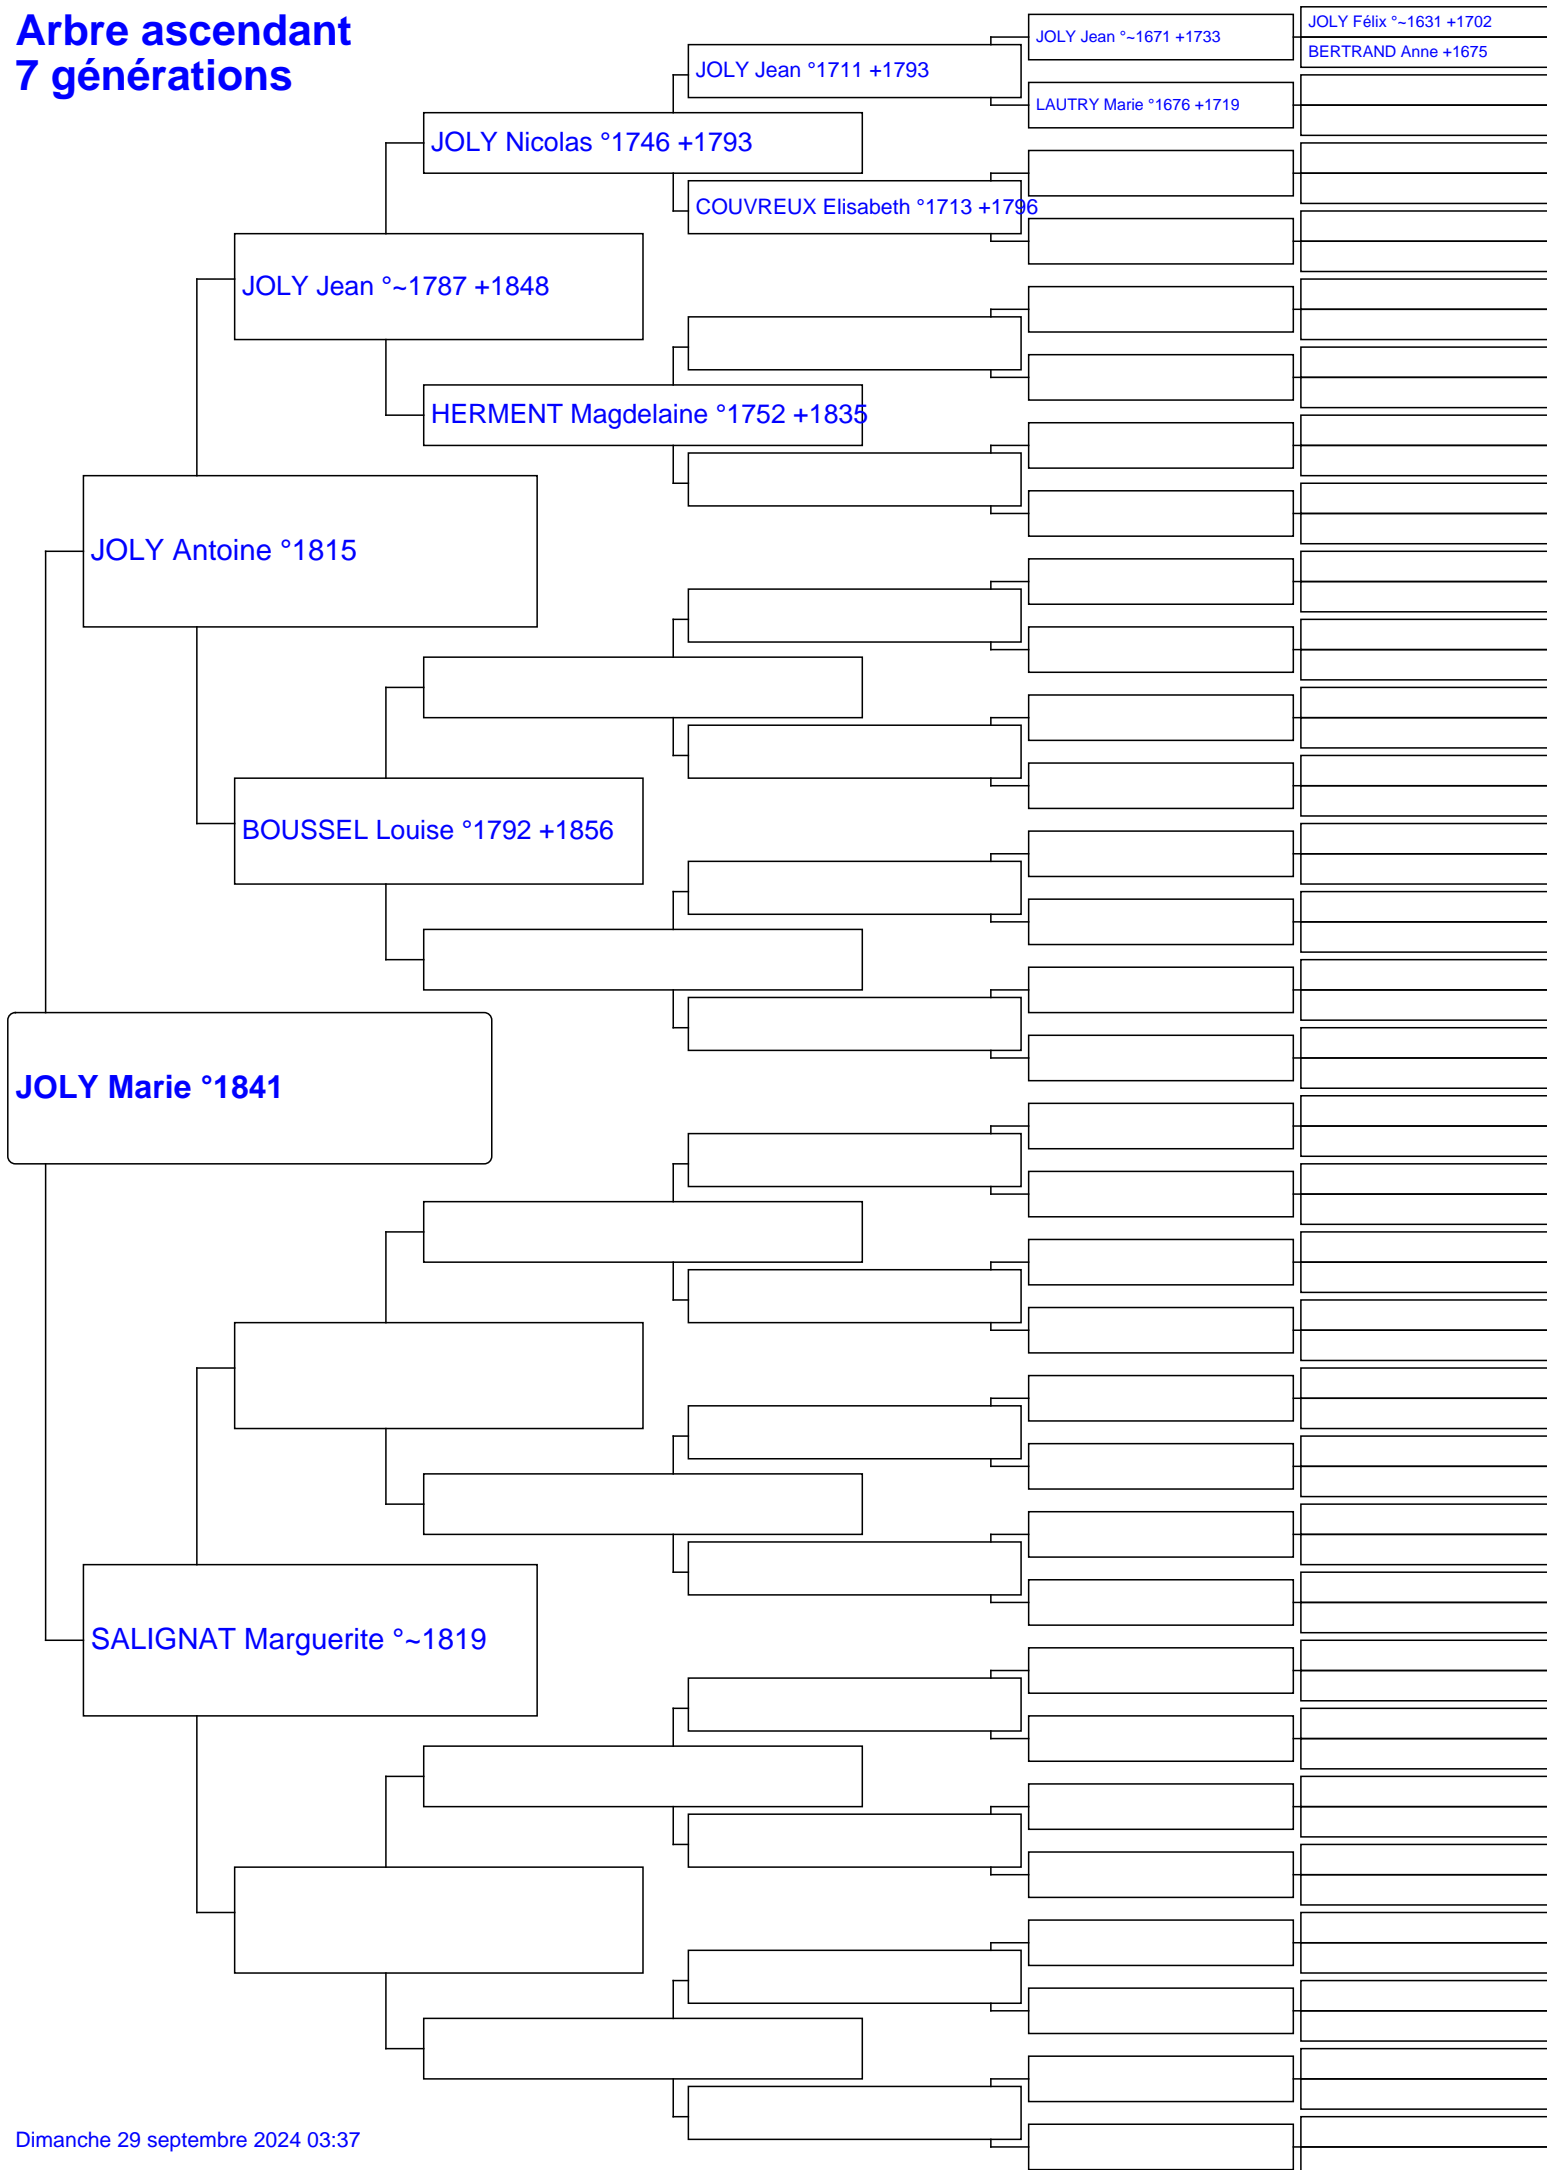 Arbre ascendant
7 générations
JOLY Félix °~1631 +1702
JOLY Jean °~1671 +1733
BERTRAND Anne +1675
JOLY Jean °1711 +1793
LAUTRY Marie °1676 +1719
JOLY Nicolas °1746 +1793
COUVREUX Elisabeth °1713 +1796
JOLY Jean °~1787 +1848
HERMENT Magdelaine °1752 +1835
JOLY Antoine °1815
BOUSSEL Louise °1792 +1856
JOLY Marie °1841
SALIGNAT Marguerite °~1819
Dimanche 29 septembre 2024 03:37